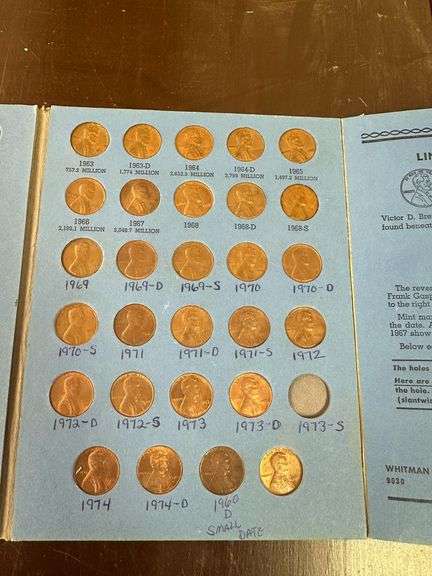 1963 1963-D 1964 1964-D 1965
757.2 MILLION 1,774 MILLION 2,652.5 MILLION 3,799 MILLION 1,497.2 MILLION
1966 1967 1968 1968-D 1968-S
2,188.1 MILLION 3,048.7 MILLION
1969 1969-D 1969-S 1970 1970-D
1970-S 1971 1971-D 1971-S 1972
1972-D 1972-S 1973 1973-D 1973-S
1974 1974-D 1960
D
SMALL DATE
LIN
Victor D. Bre
found beneat
The reve
Frank Gasp
to the right
Mint ma
the date. A
1967 show
Below e
The holes
Here are
the hole.
(slantwis
WHITMAN
9030